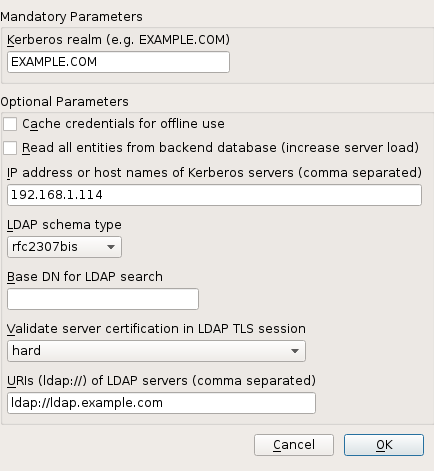 Mandatory Parameters
Kerberos realm (e.g. EXAMPLE.COM)
EXAMPLE.COM
Optional Parameters
Cache credentials for offline use
Read all entities from backend database (increase server load)
IP address or host names of Kerberos servers (comma separated)
192.168.1.114
LDAP schema type
rfc2307bis
Base DN for LDAP search
Validate server certification in LDAP TLS session
hard
URIs (ldap://) of LDAP servers (comma separated)
ldap://ldap.example.com
Cancel OK